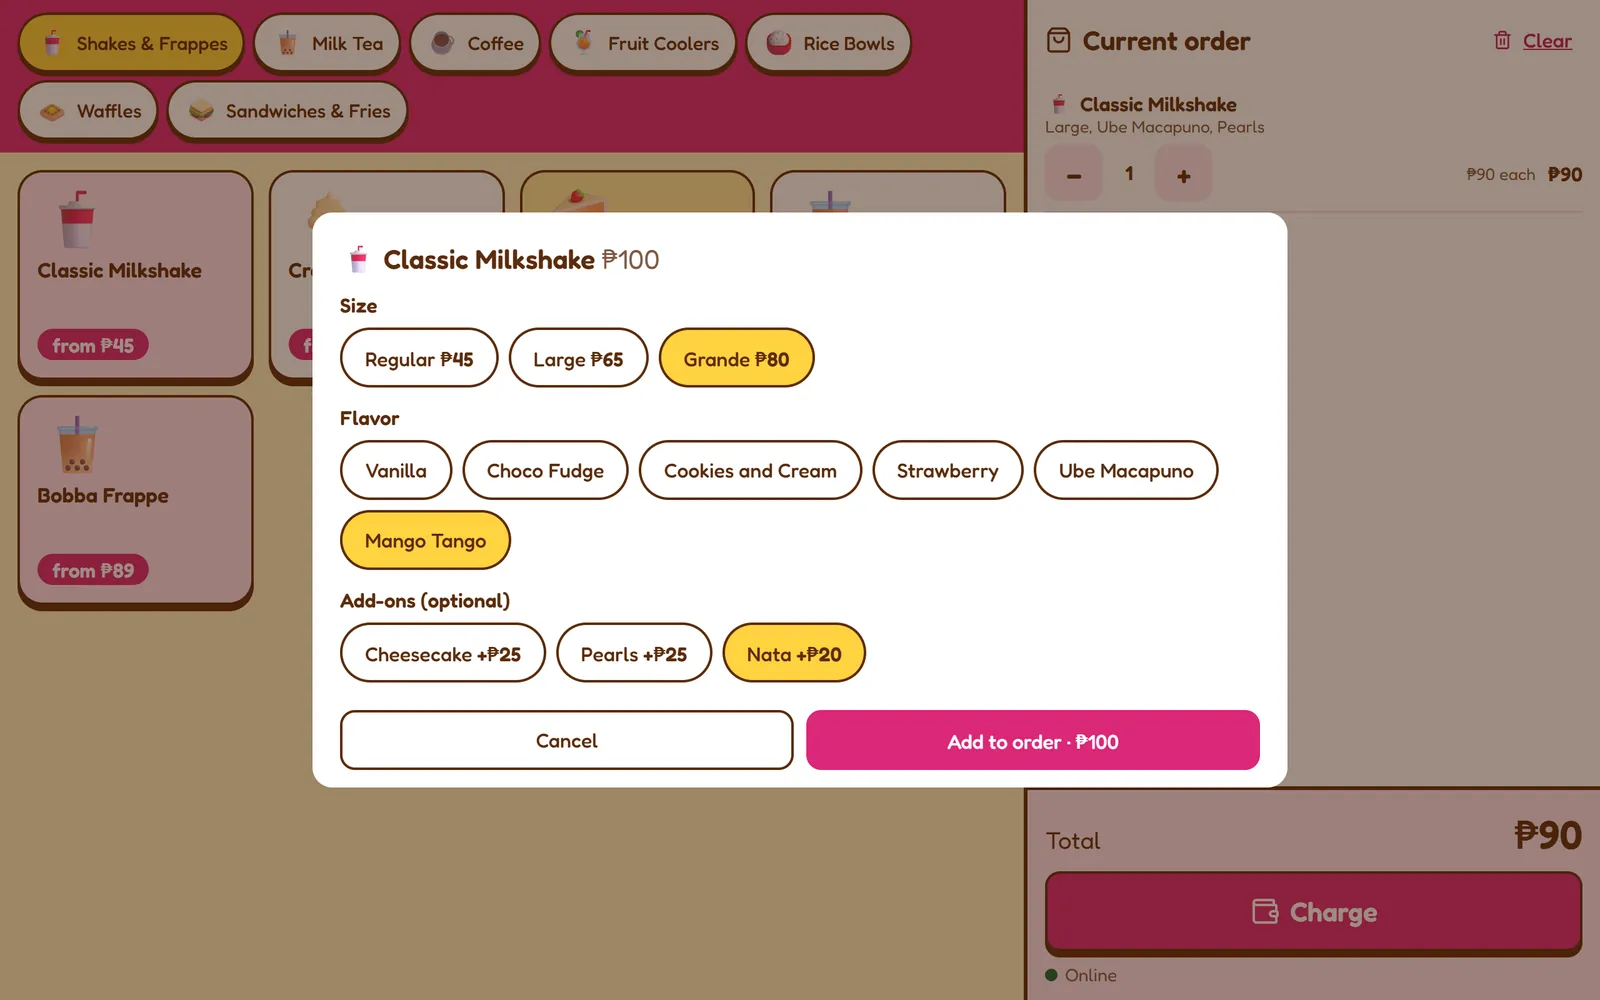 Shakes & Frappes
Milk Tea
Coffee
Fruit Coolers
Rice Bowls
Waffles
Sandwiches & Fries
Current order
Clear
Classic Milkshake
Large, Ube Macapuno, Pearls
−
1
+
₱90 each ₱90
Classic Milkshake
from ₱45
Bobba Frappe
from ₱89
Classic Milkshake ₱100
Size
Regular ₱45
Large ₱65
Grande ₱80
Flavor
Vanilla
Choco Fudge
Cookies and Cream
Strawberry
Ube Macapuno
Mango Tango
Add-ons (optional)
Cheesecake +₱25
Pearls +₱25
Nata +₱20
Cancel
Add to order · ₱100
Total
₱90
Charge
Online